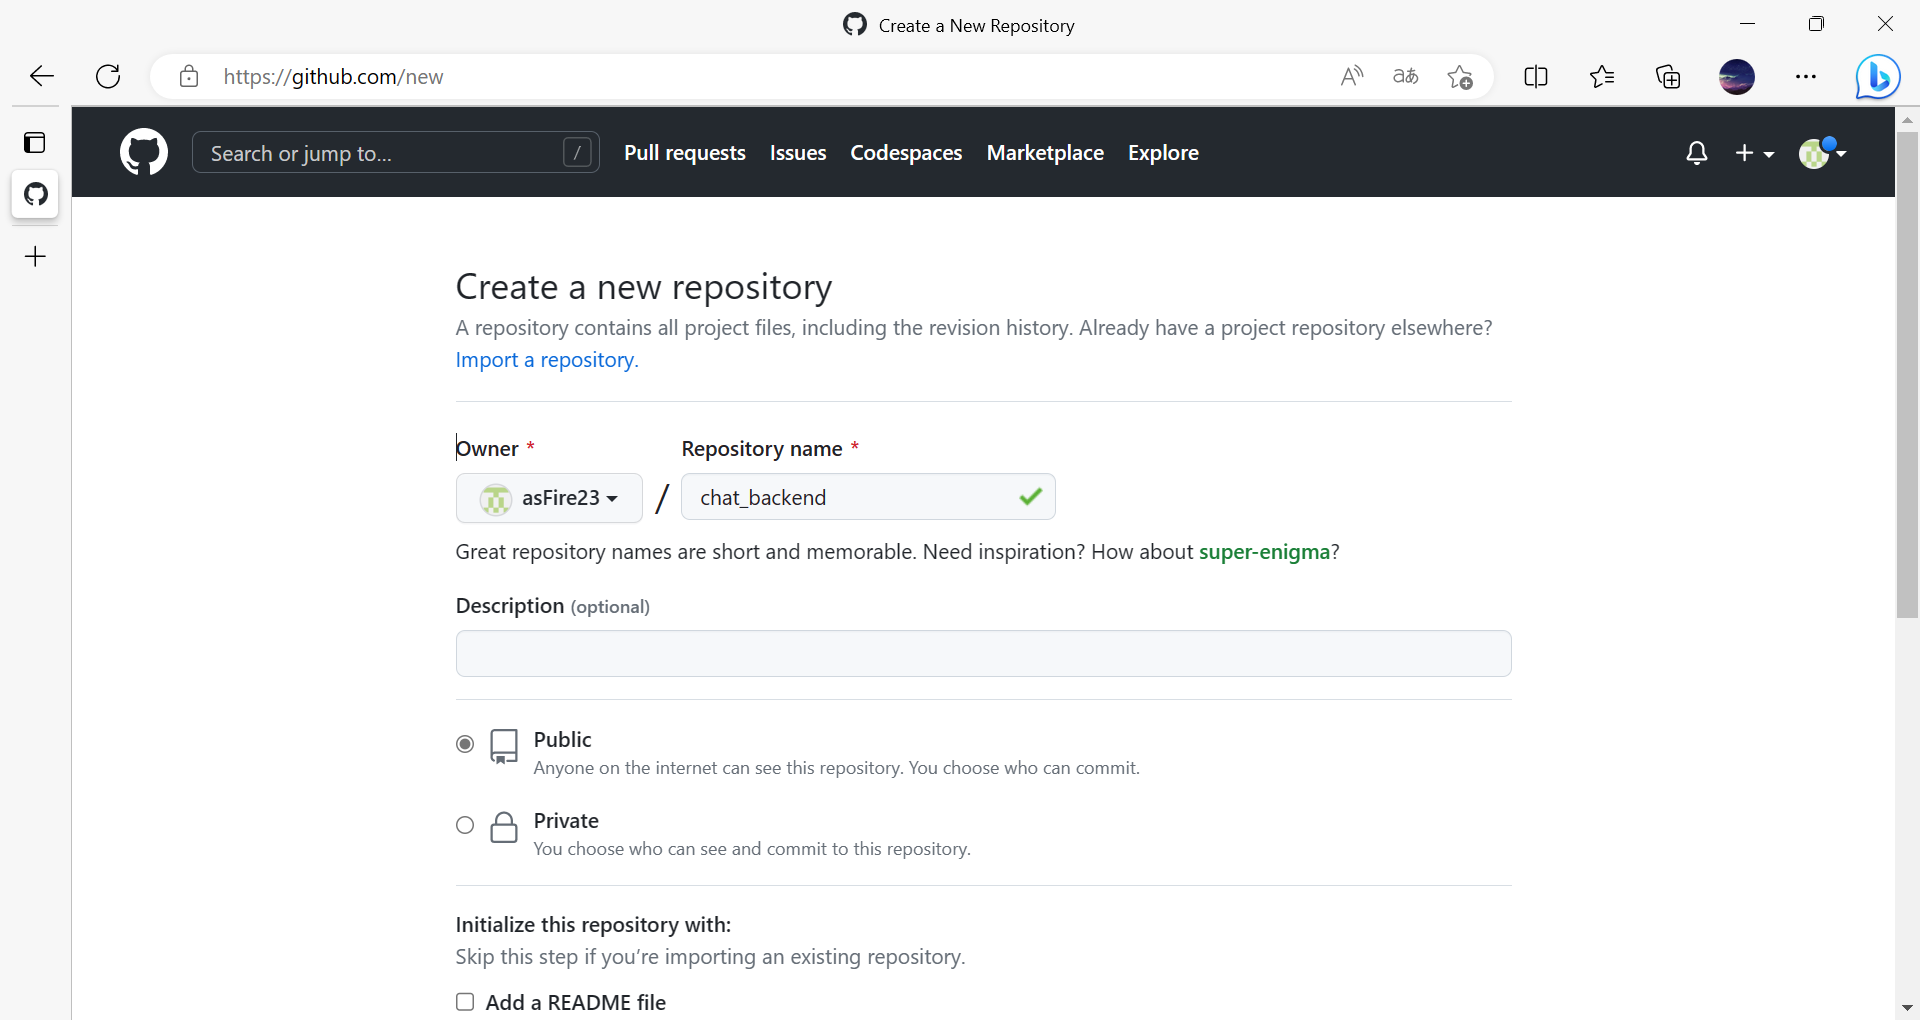 Create a New Repository
https://github.com/new
Search or jump to... /
Pull requests
Issues
Codespaces
Marketplace
Explore
Create a new repository
A repository contains all project files, including the revision history. Already have a project repository elsewhere?
Import a repository.
Owner *
Repository name *
asFire23
/
chat_backend
Great repository names are short and memorable. Need inspiration? How about super-enigma?
Description (optional)
Public
Anyone on the internet can see this repository. You choose who can commit.
Private
You choose who can see and commit to this repository.
Initialize this repository with:
Skip this step if you're importing an existing repository.
Add a README file